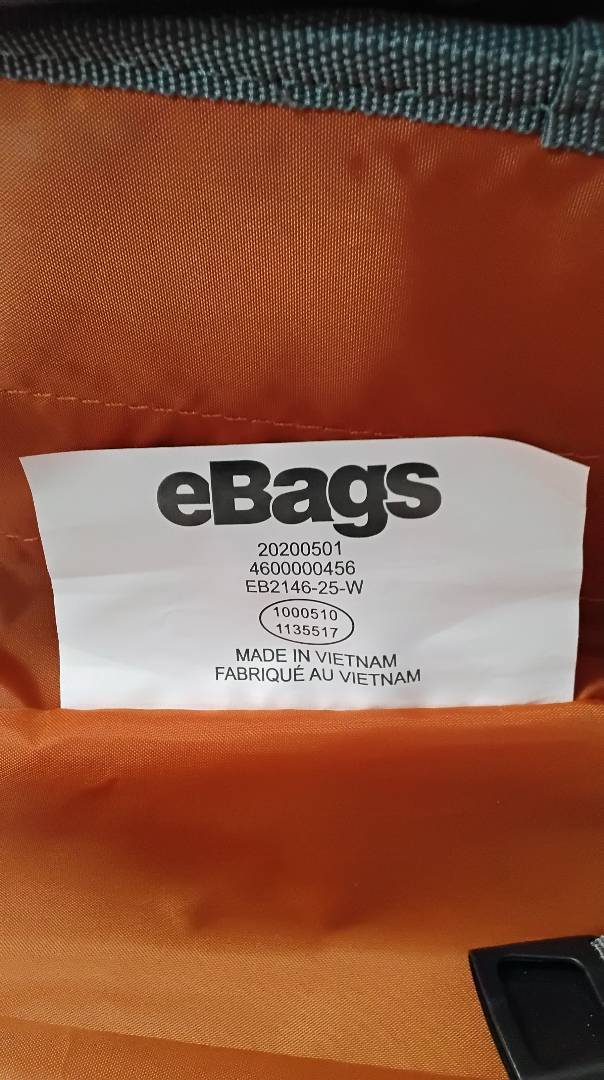 eBags
20200501
4600000456
EB2146-25-W
1000510
1135517
MADE IN VIETNAM
FABRIQUÉ AU VIETNAM